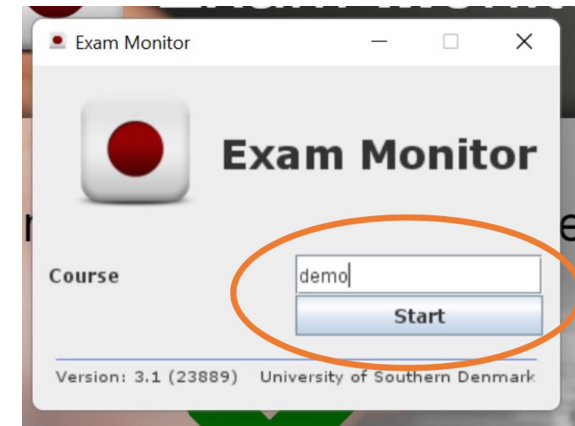 Exam Monitor
Exam Monitor
Course demo
Start
Version: 3.1 (23889) University of Southern Denmark